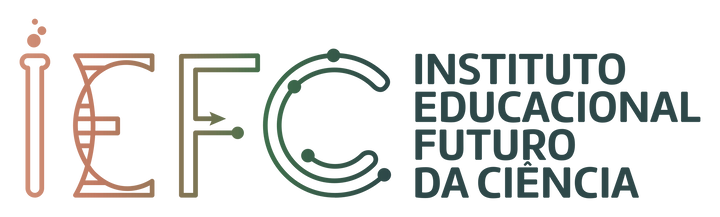 IEFC
INSTITUTO
EDUCACIONAL
FUTURO
DA CIÊNCIA